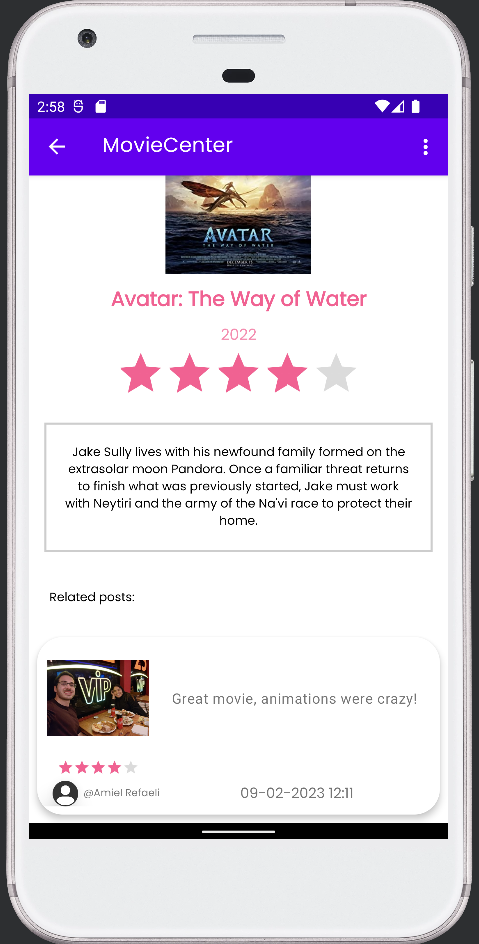 2:58
MovieCenter
AVATAR
THE WAY OF WATER
DECEMBER 16
Avatar: The Way of Water
2022
Jake Sully lives with his newfound family formed on the
extrasolar moon Pandora. Once a familiar threat returns
to finish what was previously started, Jake must work
with Neytiri and the army of the Na'vi race to protect their
home.
Related posts:
VIP
Great movie, animations were crazy!
@Amiel Refaeli
09-02-2023 12:11